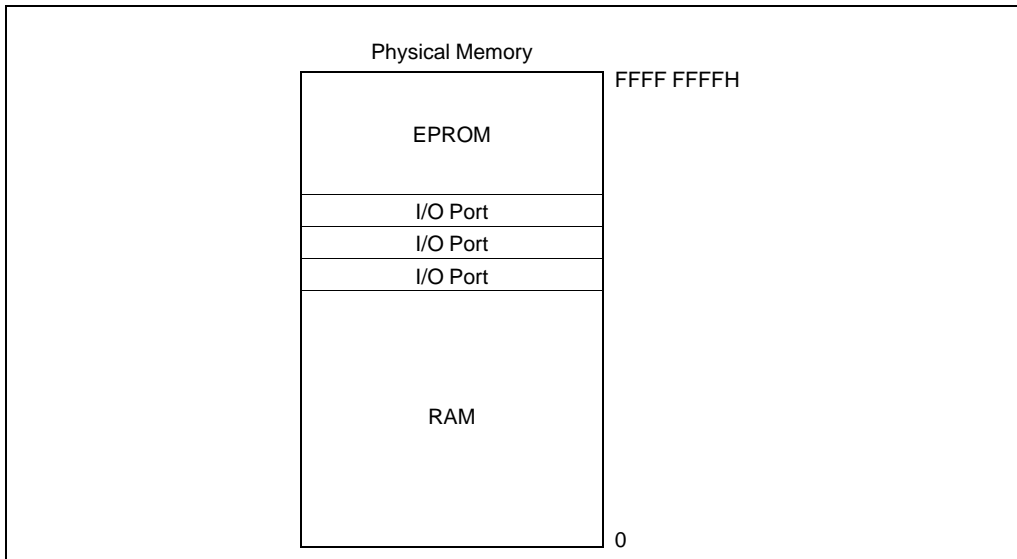 Physical Memory
FFFF FFFFH
EPROM
I/O Port
I/O Port
I/O Port
RAM
0